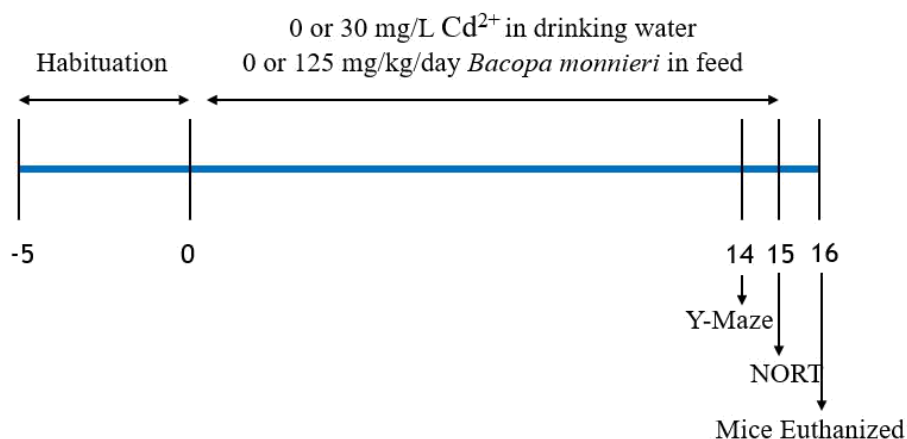 0 or 30 mg/L Cd²⁺ in drinking water
Habituation
0 or 125 mg/kg/day Bacopa monnieri in feed
-5
0
14
15
16
Y-Maze
NORT
Mice Euthanized